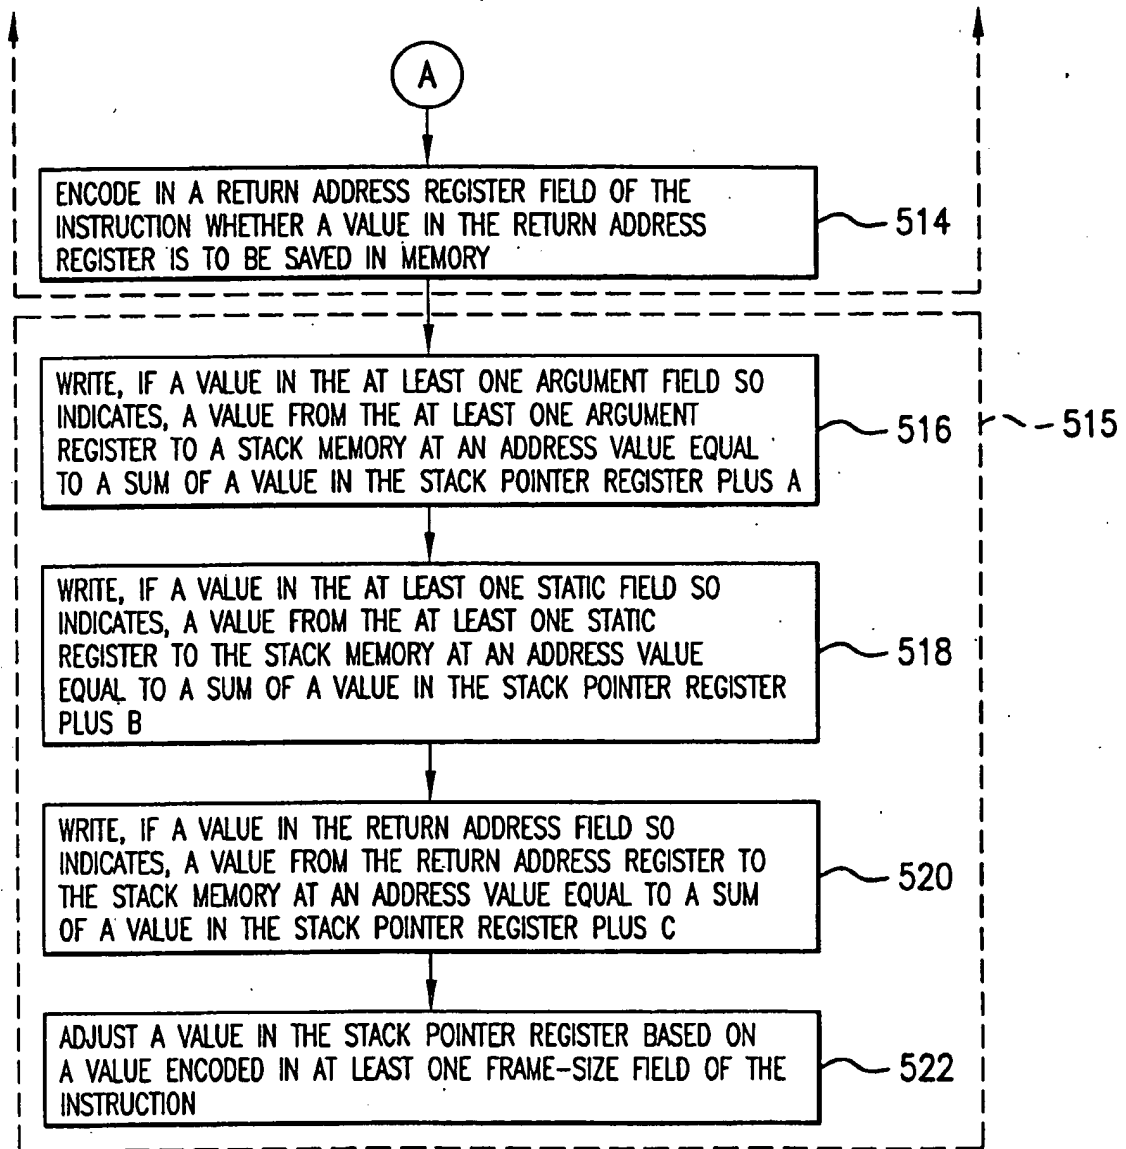 A
ENCODE IN A RETURN ADDRESS REGISTER FIELD OF THE
INSTRUCTION WHETHER A VALUE IN THE RETURN ADDRESS
REGISTER IS TO BE SAVED IN MEMORY
514
WRITE, IF A VALUE IN THE AT LEAST ONE ARGUMENT FIELD SO
INDICATES, A VALUE FROM THE AT LEAST ONE ARGUMENT
REGISTER TO A STACK MEMORY AT AN ADDRESS VALUE EQUAL
TO A SUM OF A VALUE IN THE STACK POINTER REGISTER PLUS A
516
515
WRITE, IF A VALUE IN THE AT LEAST ONE STATIC FIELD SO
INDICATES, A VALUE FROM THE AT LEAST ONE STATIC
REGISTER TO THE STACK MEMORY AT AN ADDRESS VALUE
EQUAL TO A SUM OF A VALUE IN THE STACK POINTER REGISTER
PLUS B
518
WRITE, IF A VALUE IN THE RETURN ADDRESS FIELD SO
INDICATES, A VALUE FROM THE RETURN ADDRESS REGISTER TO
THE STACK MEMORY AT AN ADDRESS VALUE EQUAL TO A SUM
OF A VALUE IN THE STACK POINTER REGISTER PLUS C
520
ADJUST A VALUE IN THE STACK POINTER REGISTER BASED ON
A VALUE ENCODED IN AT LEAST ONE FRAME-SIZE FIELD OF THE
INSTRUCTION
522